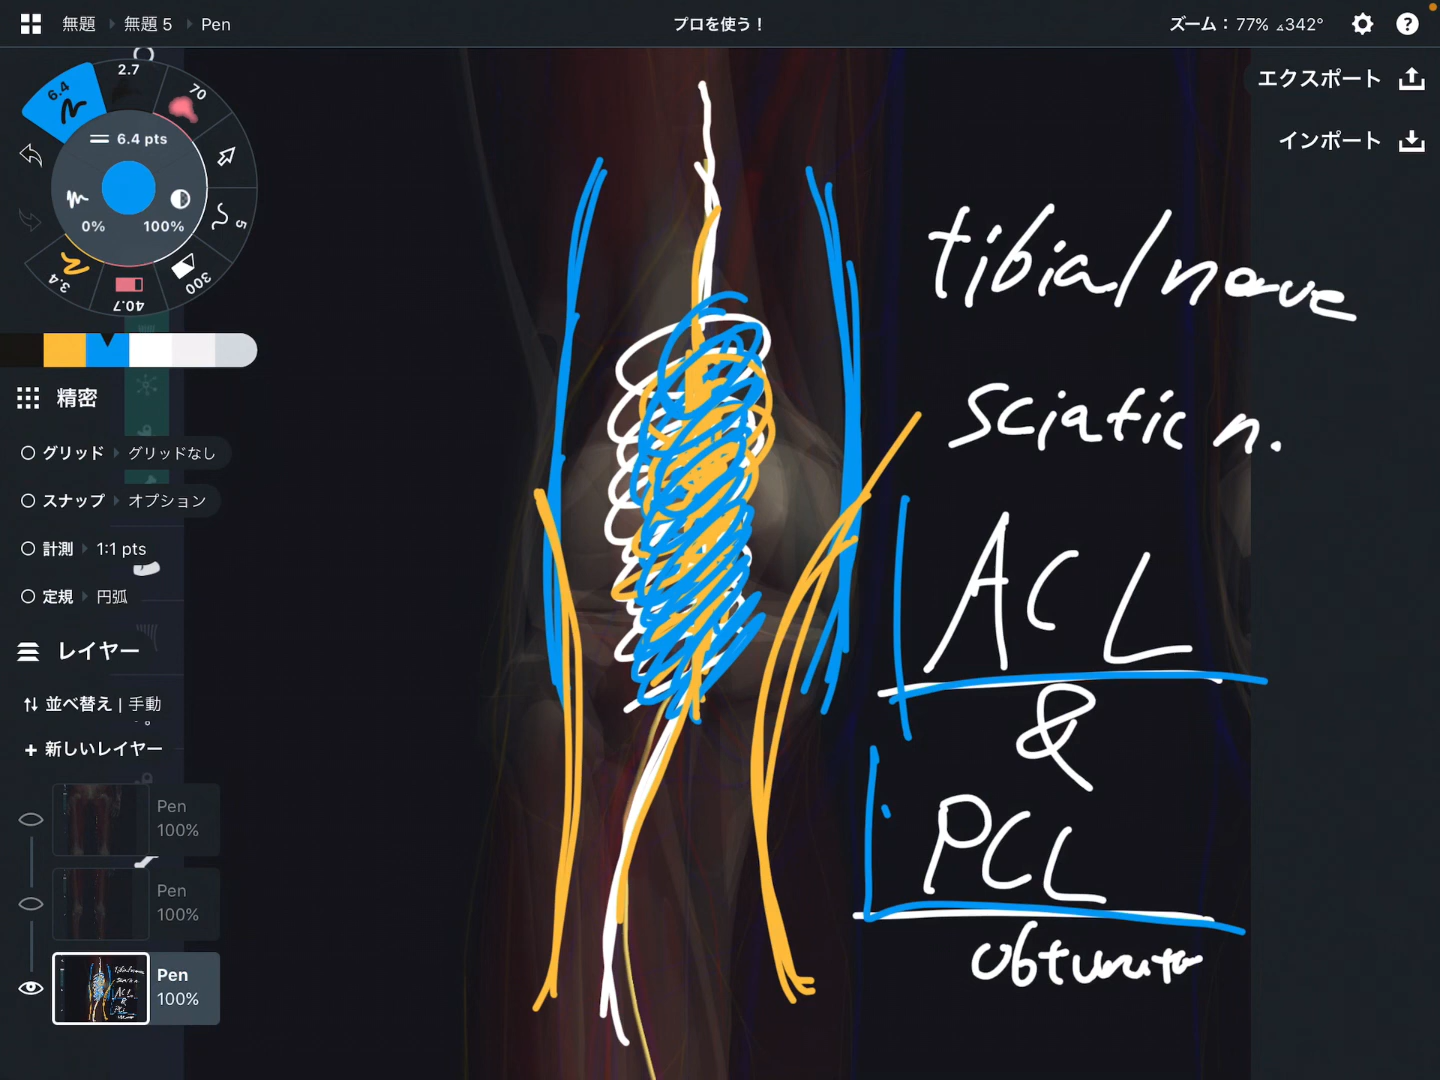 無題 無題 5 Pen
プロを使う！
ズーム： 77% ⦟342°
エクスポート
インポート
2.7
6.4
70
6.4 pts
0%
100%
5
300
40.7
3.4
精密
グリッド グリッドなし
スナップ オプション
計測 1:1 pts
定規 円弧
レイヤー
並べ替え | 手動
+ 新しいレイヤー
Pen
100%
Pen
100%
Pen
100%
tibial nerve
sciatic n.
ACL
&
PCL